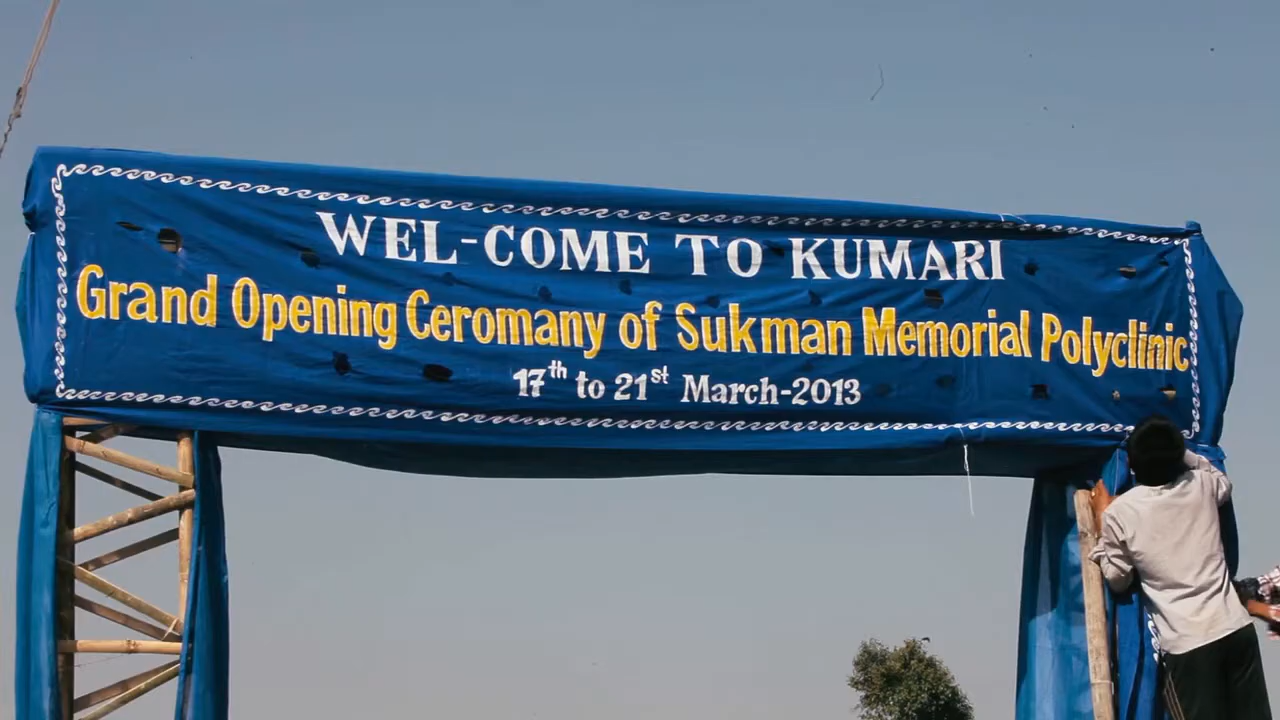 WEL-COME TO KUMARI
Grand Opening Ceromany of Sukman Memorial Polyclinic
17th to 21st March-2013